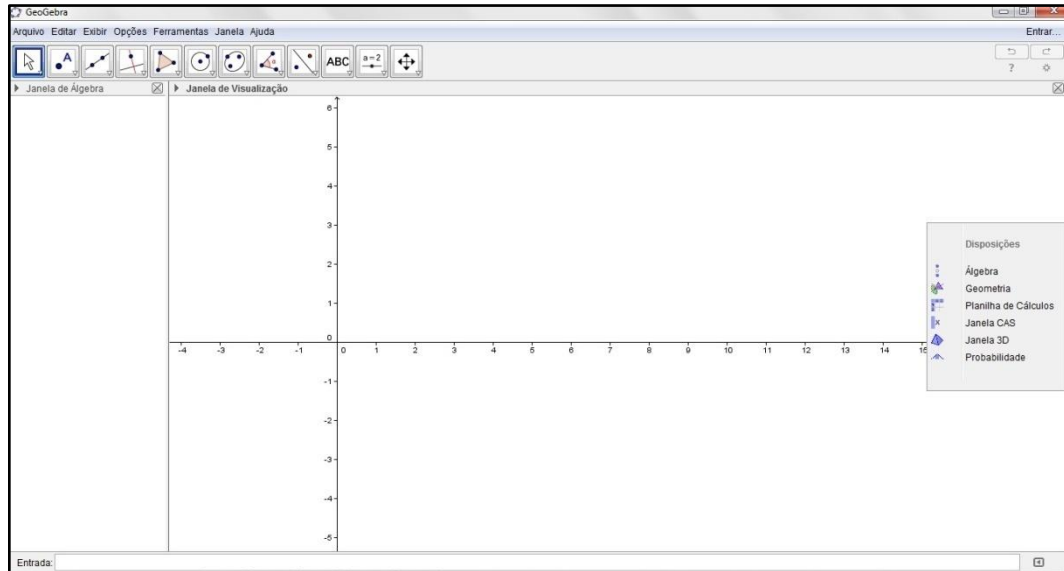 GeoGebra
Arquivo Editar Exibir Opções Ferramentas Janela Ajuda Entrar...
A ABC a=2
?
Janela de Álgebra Janela de Visualização
6
5
4
3
2
1
0
-4 -3 -2 -1 0 1 2 3 4 5 6 7 8 9 10 11 12 13 14 15
-1
-2
-3
-4
-5
Disposições
Álgebra
Geometria
Planilha de Cálculos
x Janela CAS
Janela 3D
Probabilidade
Entrada: